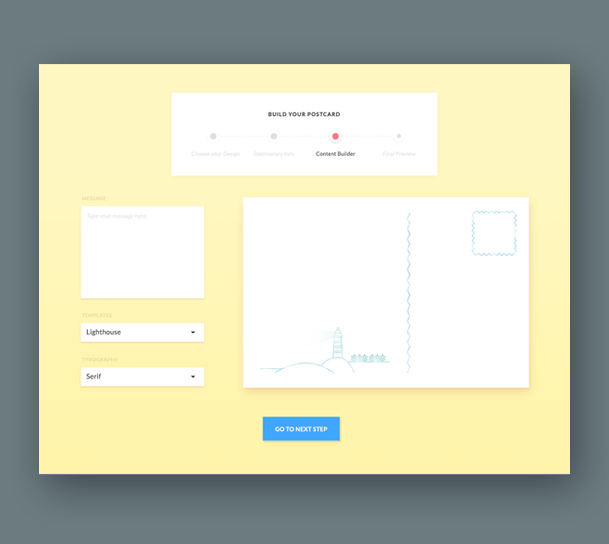 BUILD YOUR POSTCARD
Choose your Design
Destinatary Info
Content Builder
Final Preview
MESSAGE
Type your message here
TEMPLATES
Lighthouse
TYPOGRAPHY
Serif
GO TO NEXT STEP